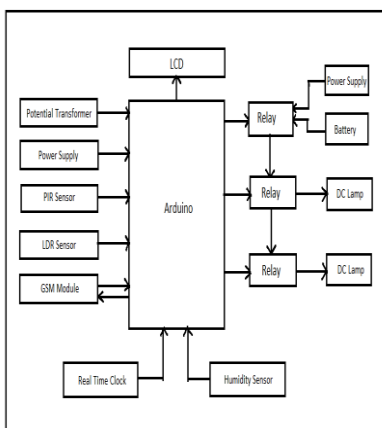 LCD
Potential Transformer
Power Supply
PIR Sensor
LDR Sensor
GSM Module
Arduino
Relay
Relay
Relay
Power Supply
Battery
DC Lamp
DC Lamp
Real Time Clock
Humidity Sensor